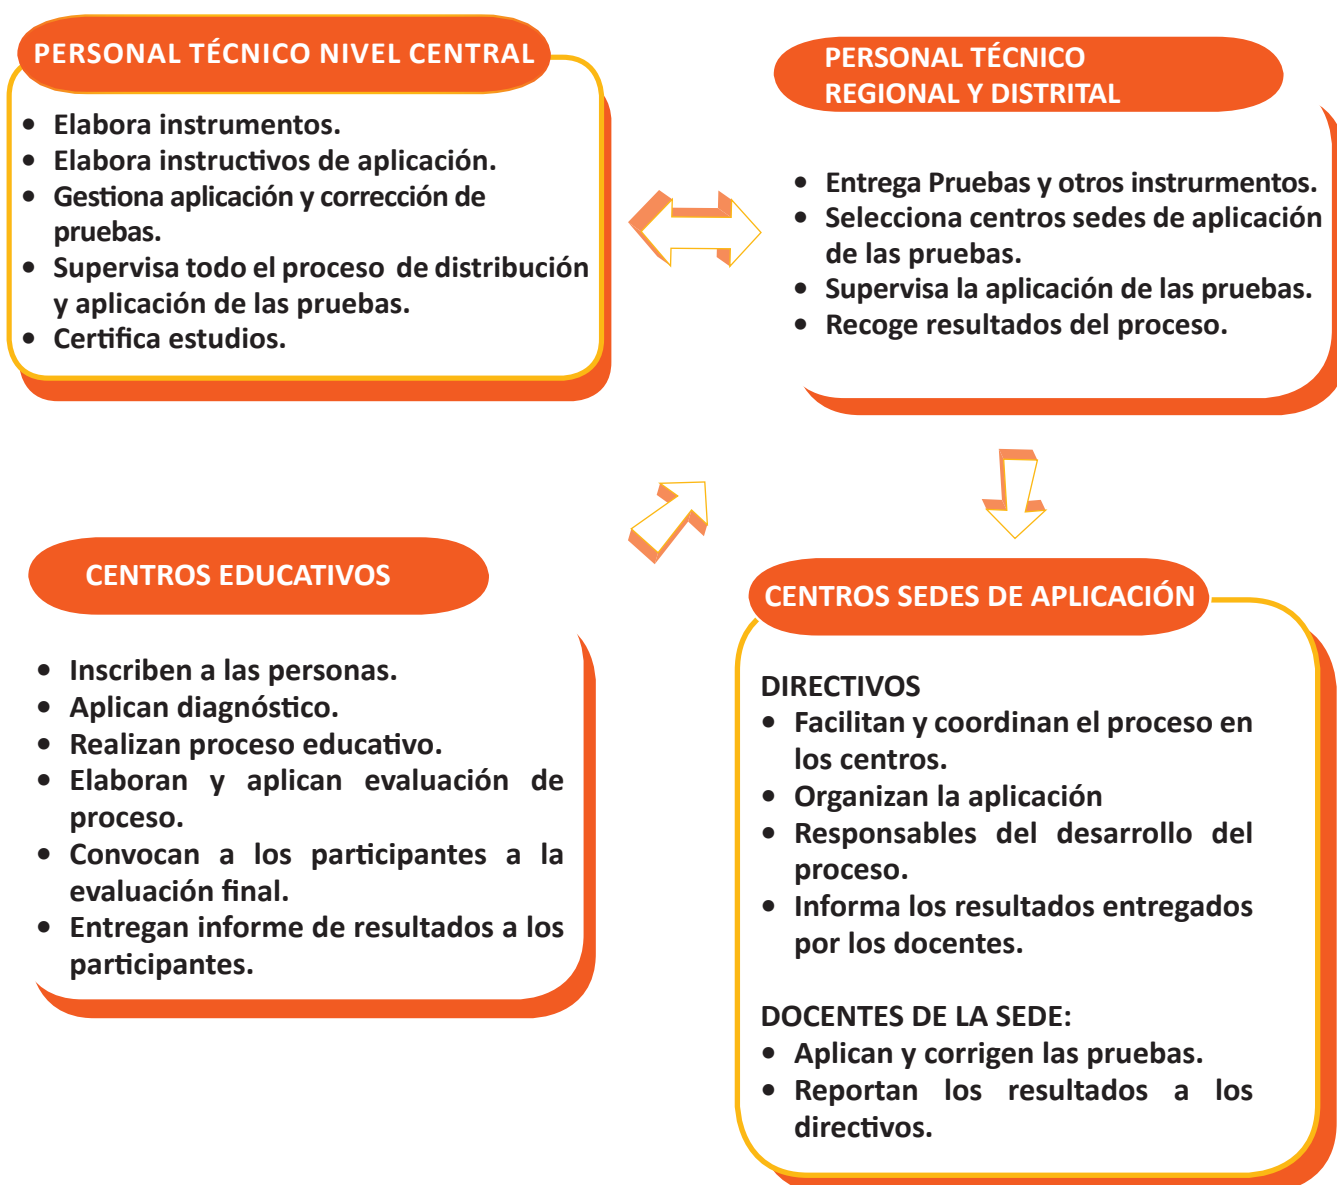 PERSONAL TÉCNICO NIVEL CENTRAL
• Elabora instrumentos.
• Elabora instructivos de aplicación.
• Gestiona aplicación y corrección de
pruebas.
• Supervisa todo el proceso de distribución
y aplicación de las pruebas.
• Certifica estudios.
PERSONAL TÉCNICO
REGIONAL Y DISTRITAL
• Entrega Pruebas y otros instrurmentos.
• Selecciona centros sedes de aplicación
de las pruebas.
• Supervisa la aplicación de las pruebas.
• Recoge resultados del proceso.
CENTROS EDUCATIVOS
• Inscriben a las personas.
• Aplican diagnóstico.
• Realizan proceso educativo.
• Elaboran y aplican evaluación de
proceso.
• Convocan a los participantes a la
evaluación final.
• Entregan informe de resultados a los
participantes.
CENTROS SEDES DE APLICACIÓN
DIRECTIVOS
• Facilitan y coordinan el proceso en
los centros.
• Organizan la aplicación
• Responsables del desarrollo del
proceso.
• Informa los resultados entregados
por los docentes.
DOCENTES DE LA SEDE:
• Aplican y corrigen las pruebas.
• Reportan los resultados a los
directivos.